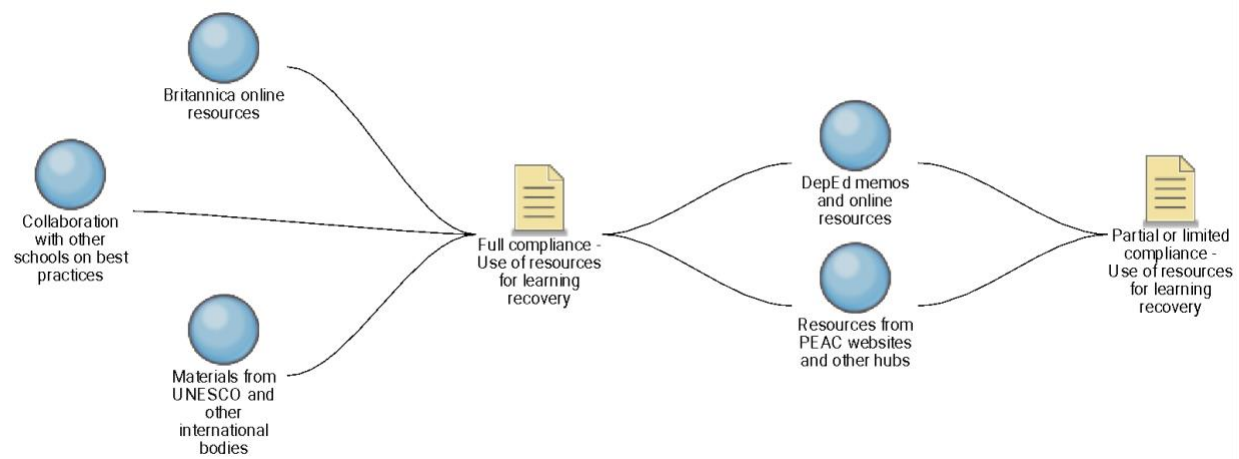 Britannica online
resources
Collaboration
with other
schools on best
practices
Materials from
UNESCO and
other
international
bodies
Full compliance -
Use of resources
for learning
recovery
DepEd memos
and online
resources
Resources from
PEAC websites
and other hubs
Partial or limited
compliance -
Use of resources
for learning
recovery